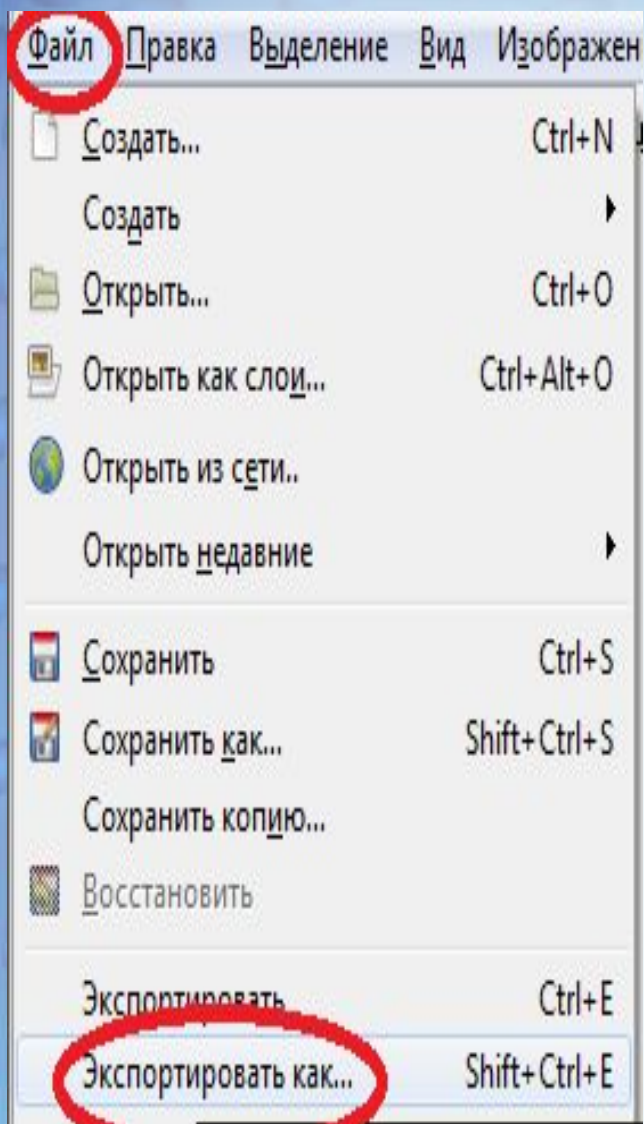 Файл Правка Выделение Вид Изображен
Создать... Ctrl+N
Создать
Открыть... Ctrl+O
Открыть как слои... Ctrl+Alt+O
Открыть из сети..
Открыть недавние
Сохранить Ctrl+S
Сохранить как... Shift+Ctrl+S
Сохранить копию...
Восстановить
Экспортировать Ctrl+E
Экспортировать как... Shift+Ctrl+E